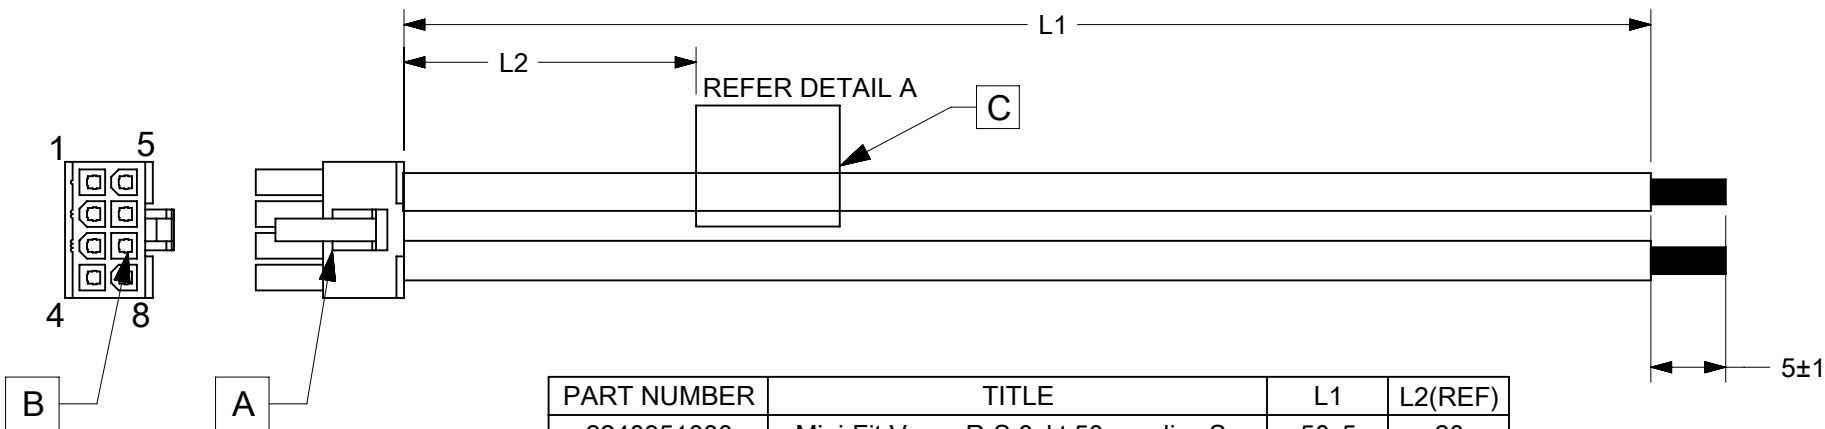 L1
L2
REFER DETAIL A
C
1 5
4 8
B
A
5±1
PART NUMBER TITLE L1 L2(REF)